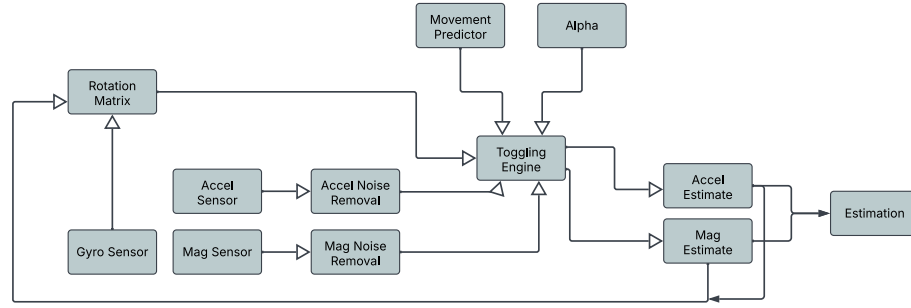 Movement
Predictor
Alpha
Rotation
Matrix
Toggling
Engine
Accel
Sensor
Accel Noise
Removal
Accel
Estimate
Estimation
Gyro Sensor
Mag Sensor
Mag Noise
Removal
Mag
Estimate